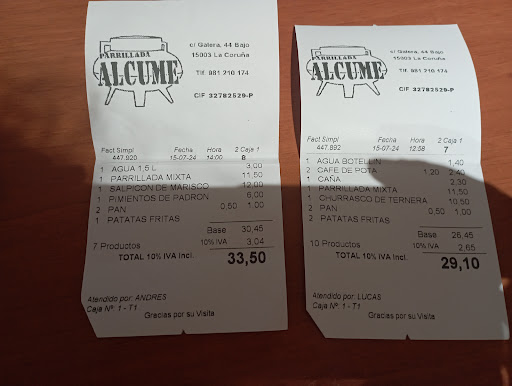 PARRILLADA
ALCUME
c/ Galera, 44 Bajo
15003 La Coruña
Tlf. 981 210 174
CIF 32782529-P
Fact Simpl Fecha Hora 2 Caja 1
447.920 15-07-24 14:00 8
1 AGUA 1,5 L 3,00
1 PARRILLADA MIXTA 11,50
1 SALPICON DE MARISCO 12,00
1 PIMIENTOS DE PADRON 6,00
2 PAN 0,50 1,00
1 PATATAS FRITAS
Base 30,45
7 Productos 10% IVA 3,04
TOTAL 10% IVA Incl. 33,50
Atendido por: ANDRES
Caja Nº: 1 - T1
Gracias por su Visita
PARRILLADA
ALCUME
c/ Galera, 44 Bajo
15003 La Coruña
Tlf. 981 210 174
CIF 32782529-P
Fact Simpl Fecha Hora 2 Caja 1
447.892 15-07-24 12:58 7
1 AGUA BOTELLIN 1,40
2 CAFE DE POTA 1,20 2,40
1 CAÑA 2,30
1 PARRILLADA MIXTA 11,50
1 CHURRASCO DE TERNERA 10,50
2 PAN 0,50 1,00
2 PATATAS FRITAS
Base 26,45
10 Productos 10% IVA 2,65
TOTAL 10% IVA Incl. 29,10
Atendido por: LUCAS
Caja Nº: 1 - T1
Gracias por su Visita